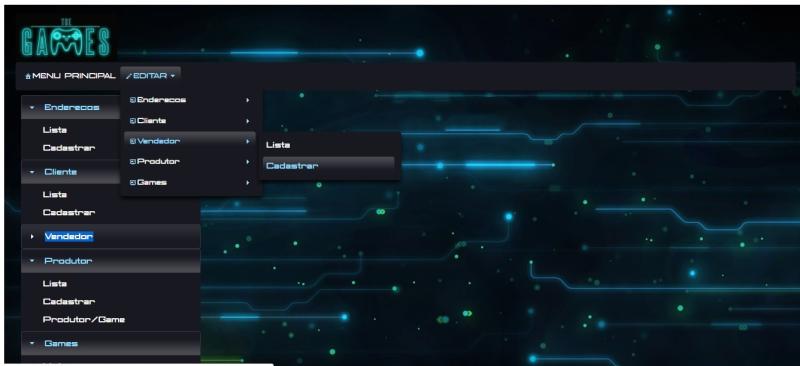 THE
GAMES
MENU PRINCIPAL EDITAR
Enderecos
Lista
Cadastrar
Cliente
Lista
Cadastrar
Vendedor
Produtor
Lista
Cadastrar
Produtor/Game
Games
Enderecos
Cliente
Vendedor
Produtor
Games
Lista
Cadastrar